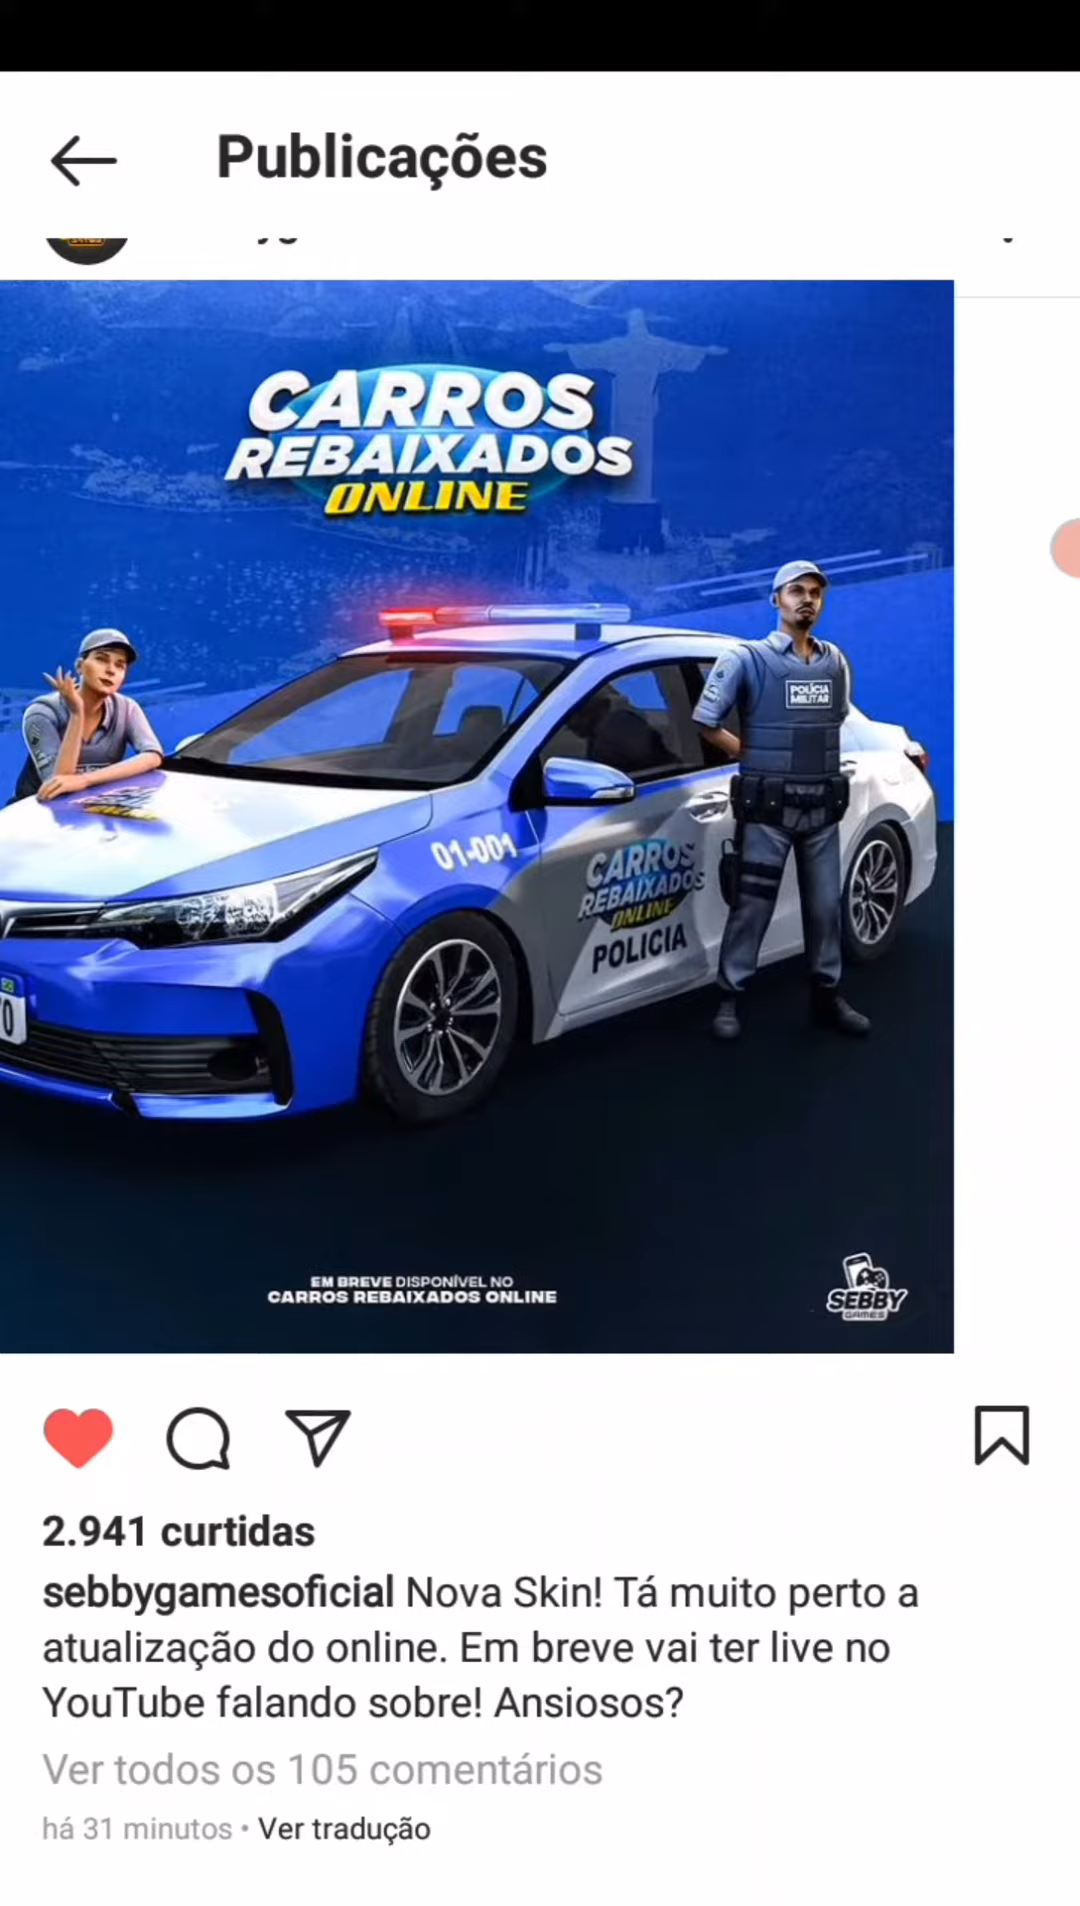 Publicações
CARROS
REBAIXADOS
ONLINE
POLÍCIA
MILITAR
01-001
CARROS
REBAIXADOS
ONLINE
POLICIA
0
EM BREVE DISPONÍVEL NO
CARROS REBAIXADOS ONLINE
SEBBY
GAMES
2.941 curtidas
sebbygamesoficial Nova Skin! Tá muito perto a
atualização do online. Em breve vai ter live no
YouTube falando sobre! Ansiosos?
Ver todos os 105 comentários
há 31 minutos • Ver tradução